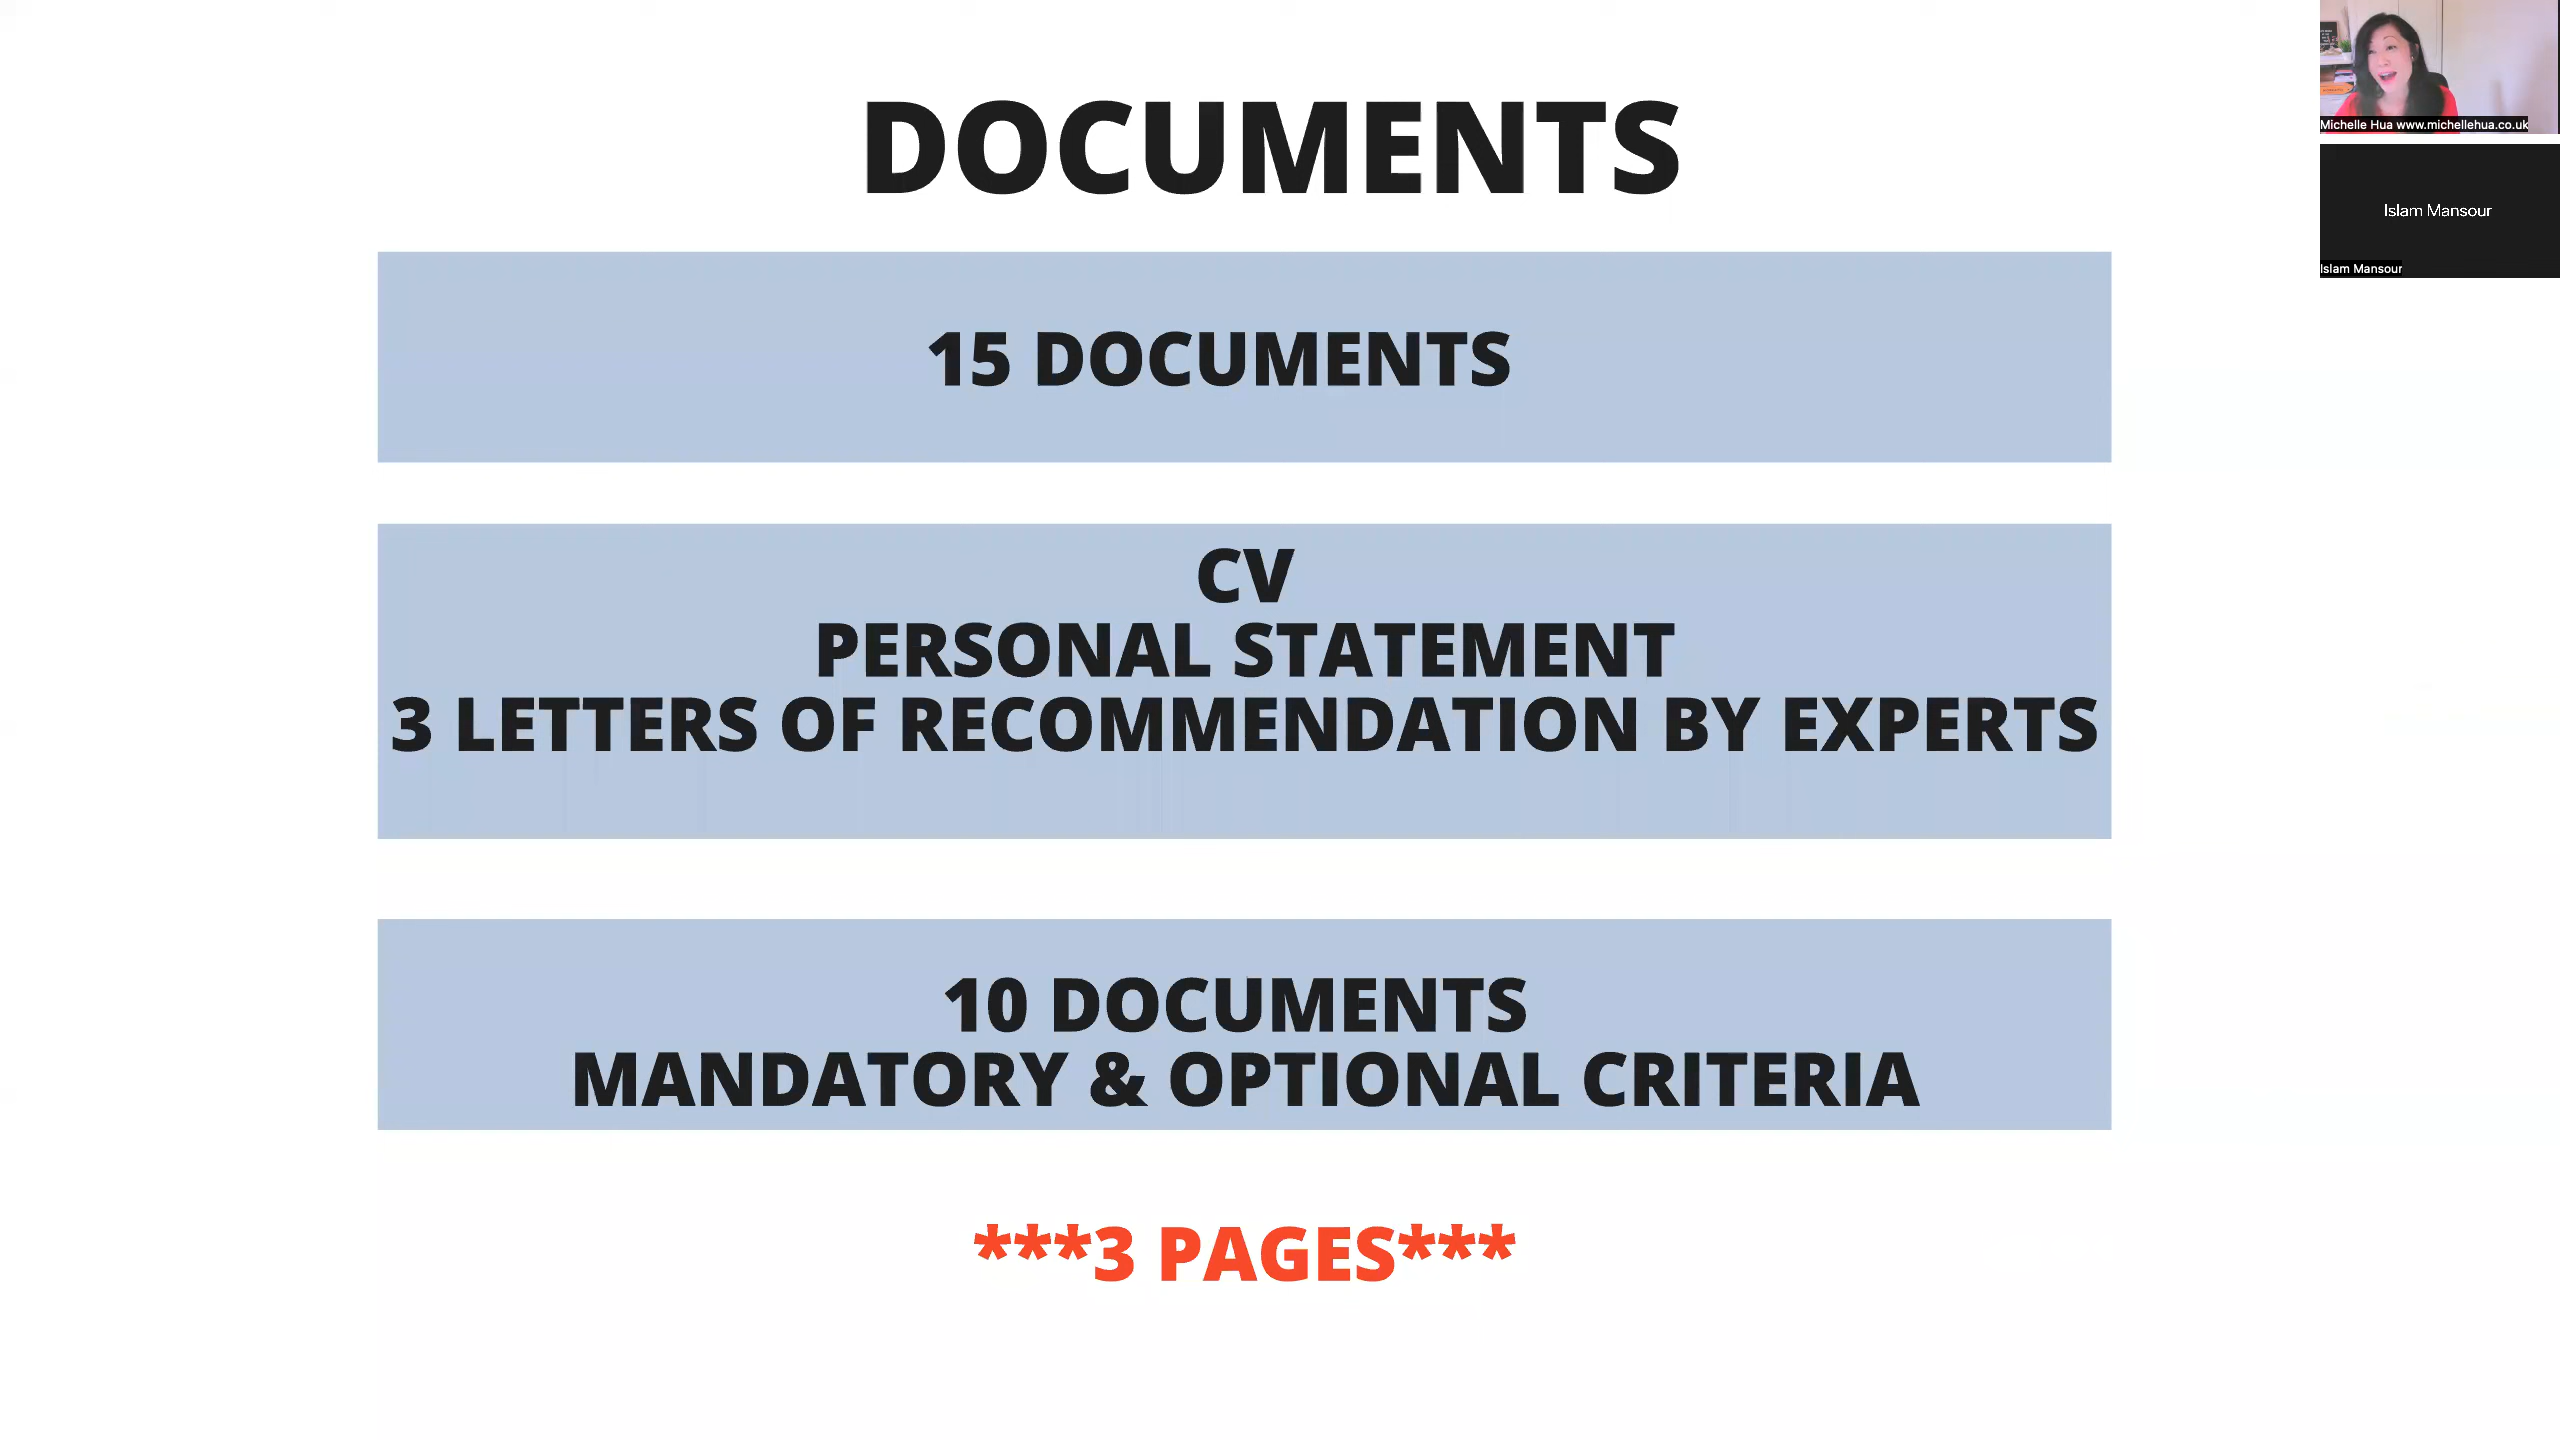 DOCUMENTS
15 DOCUMENTS
CV
PERSONAL STATEMENT
3 LETTERS OF RECOMMENDATION BY EXPERTS
10 DOCUMENTS
MANDATORY & OPTIONAL CRITERIA
***3 PAGES***
Michelle Hua www.michellehua.co.uk
Islam Mansour
Islam Mansour